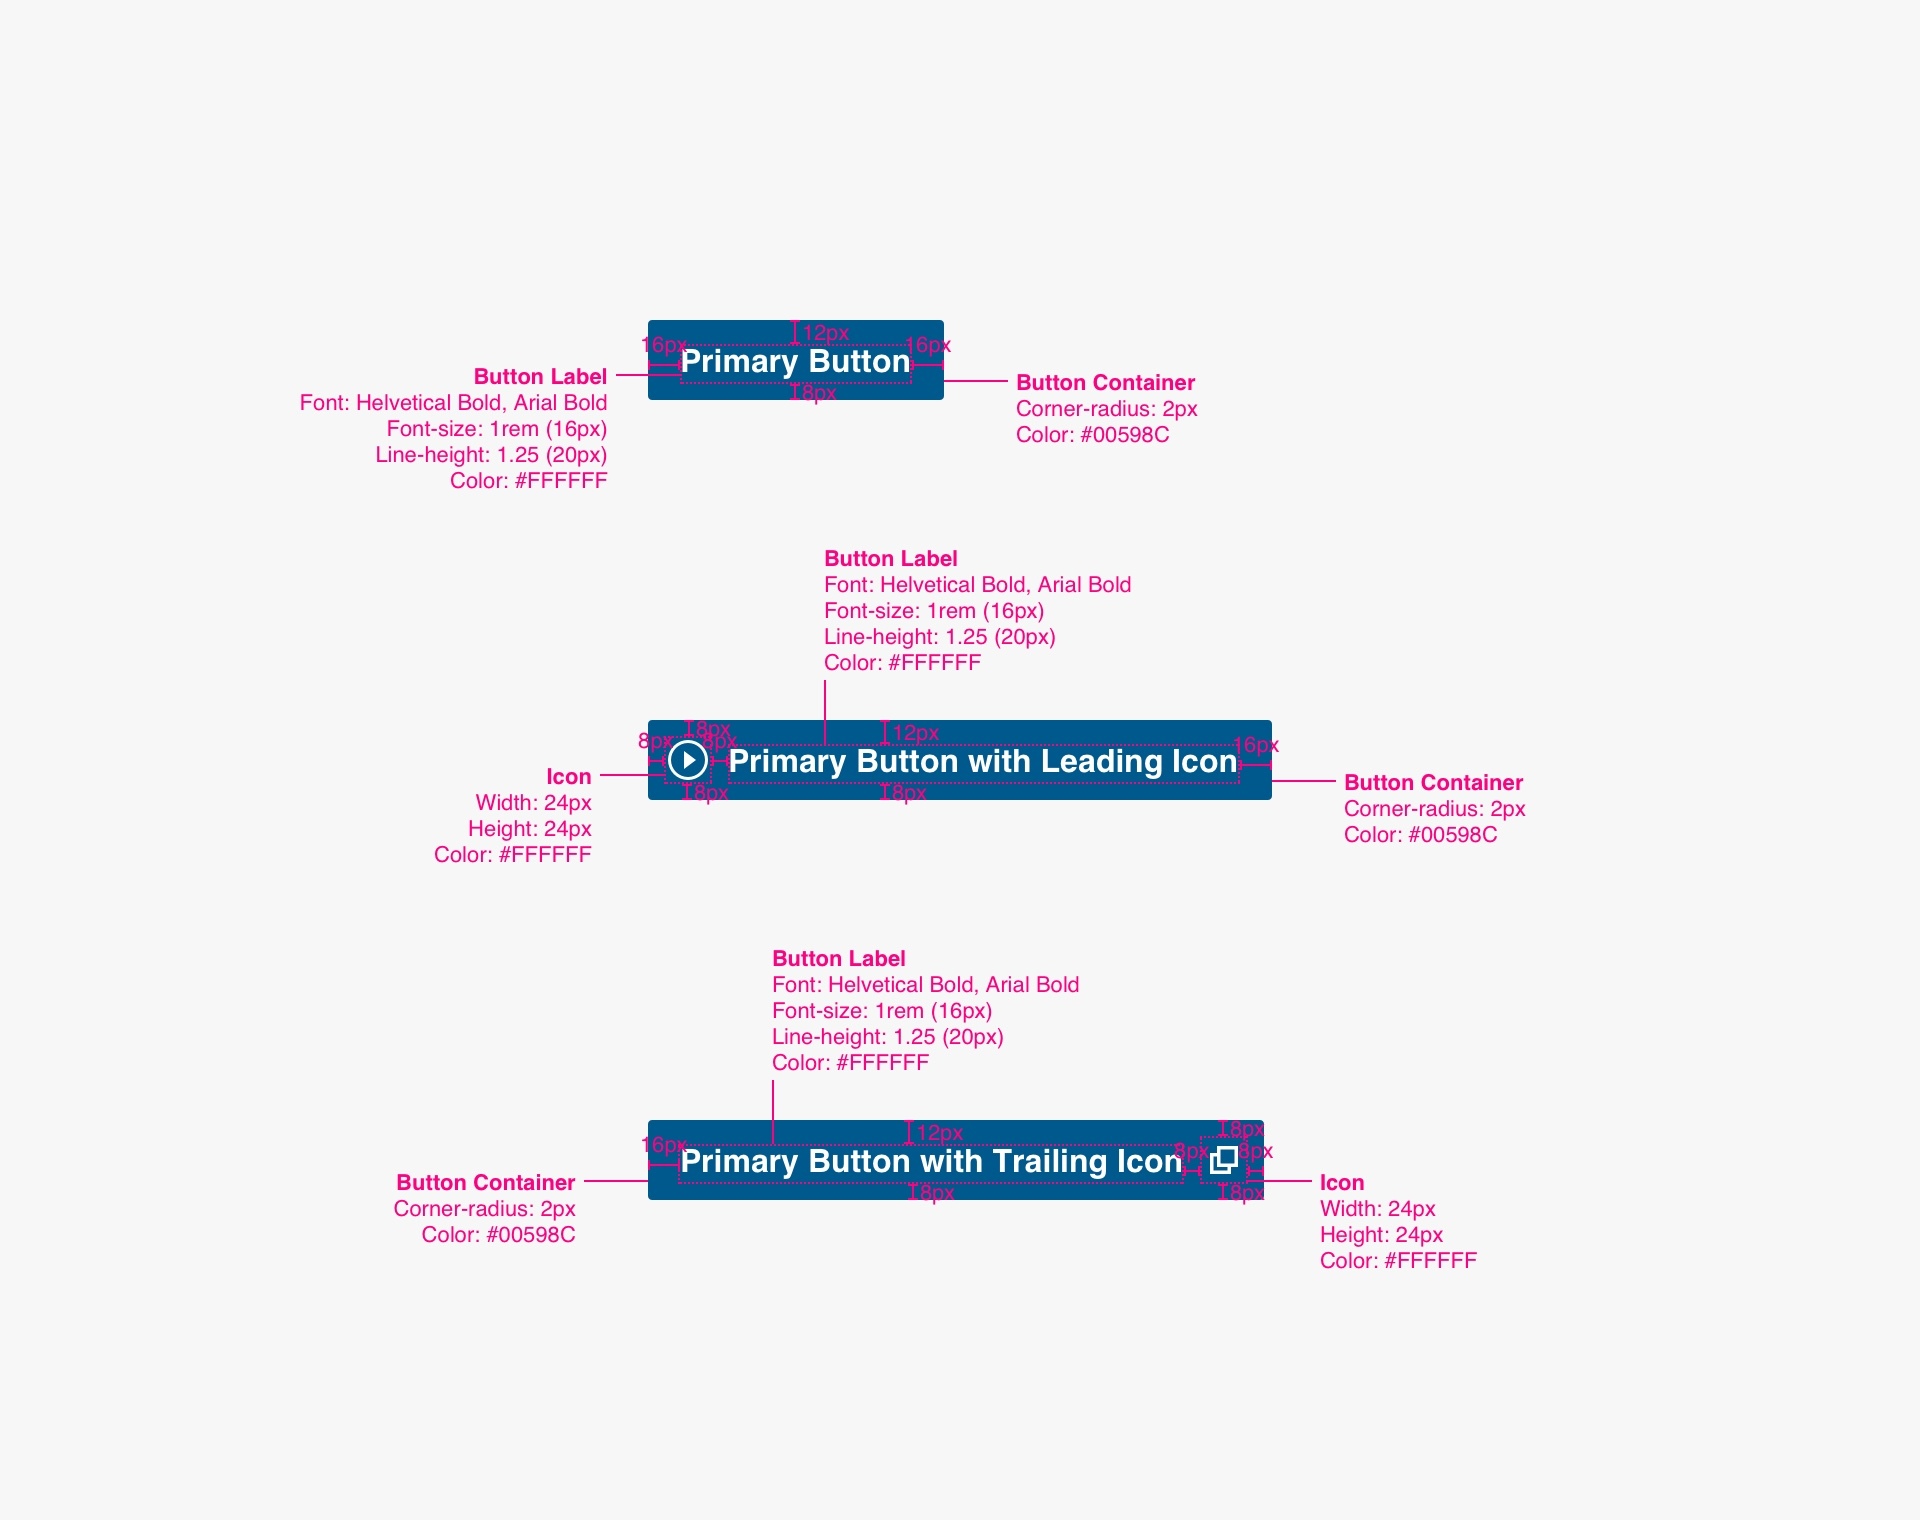 12px
16px
16px
Primary Button
8px
Button Label
Font: Helvetical Bold, Arial Bold
Font-size: 1rem (16px)
Line-height: 1.25 (20px)
Color: #FFFFFF
Button Container
Corner-radius: 2px
Color: #00598C
Button Label
Font: Helvetical Bold, Arial Bold
Font-size: 1rem (16px)
Line-height: 1.25 (20px)
Color: #FFFFFF
8px
12px
8px
8px
16px
Primary Button with Leading Icon
8px
8px
Icon
Width: 24px
Height: 24px
Color: #FFFFFF
Button Container
Corner-radius: 2px
Color: #00598C
Button Label
Font: Helvetical Bold, Arial Bold
Font-size: 1rem (16px)
Line-height: 1.25 (20px)
Color: #FFFFFF
12px
8px
16px
8px
8px
Primary Button with Trailing Icon
8px
8px
Button Container
Corner-radius: 2px
Color: #00598C
Icon
Width: 24px
Height: 24px
Color: #FFFFFF